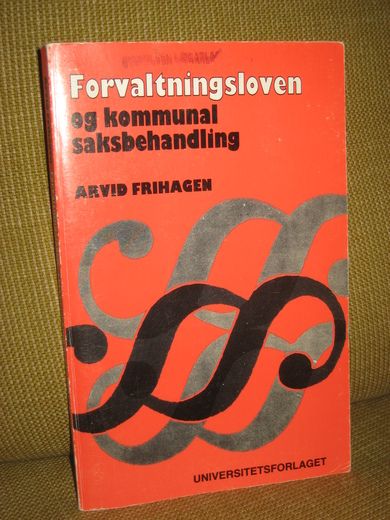 Forvaltningsloven
og kommunal
saksbehandling
ARVID FRIHAGEN
UNIVERSITETSFORLAGET